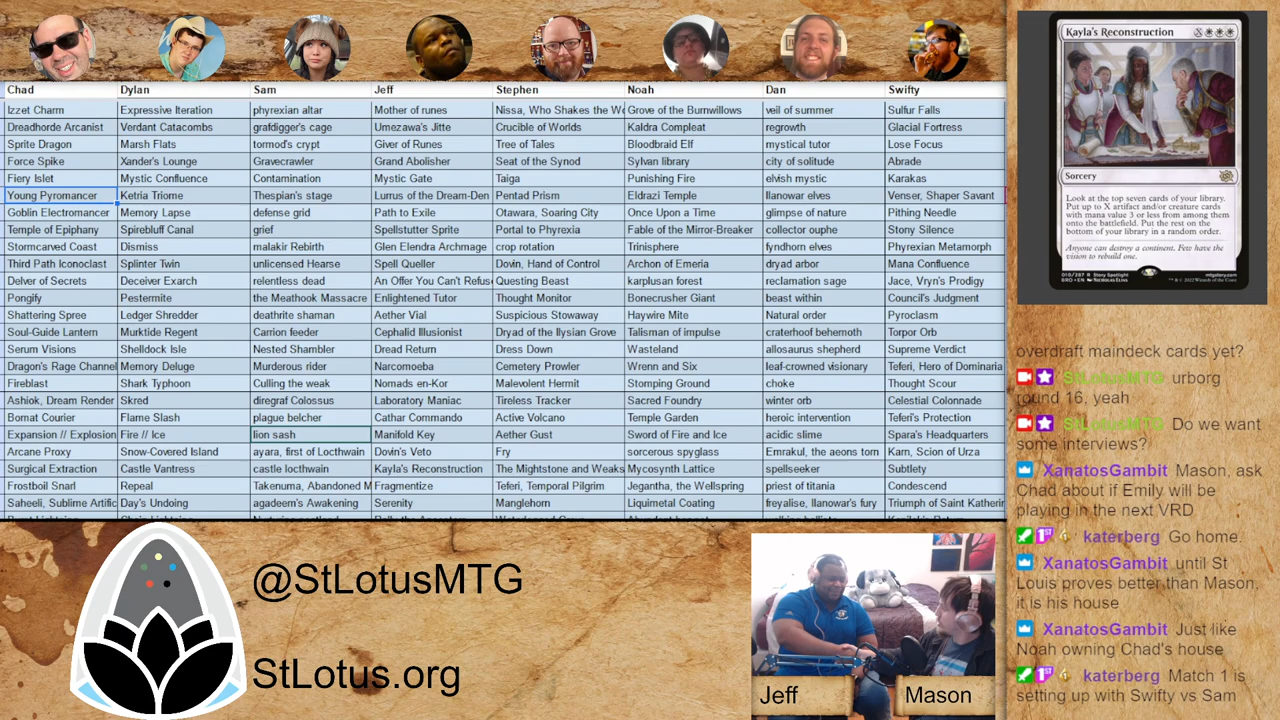 Chad Dylan Sam Jeff Stephen Noah Dan Swifty
Izzet Charm Expressive Iteration phyrexian altar Mother of runes Nissa, Who Shakes the Wo Grove of the Burnwillows veil of summer Sulfur Falls
Dreadhorde Arcanist Verdant Catacombs grafdigger's cage Umezawa's Jitte Crucible of Worlds Kaldra Compleat regrowth Glacial Fortress
Sprite Dragon Marsh Flats tormod's crypt Giver of Runes Tree of Tales Bloodbraid Elf mystical tutor Lose Focus
Force Spike Xander's Lounge Gravecrawler Grand Abolisher Seat of the Synod Sylvan library city of solitude Abrade
Fiery Islet Mystic Confluence Contamination Mystic Gate Taiga Punishing Fire elvish mystic Karakas
Young Pyromancer Ketria Triome Thespian's stage Lurrus of the Dream-Den Pentad Prism Eldrazi Temple llanowar elves Venser, Shaper Savant
Goblin Electromancer Memory Lapse defense grid Path to Exile Otawara, Soaring City Once Upon a Time glimpse of nature Pithing Needle
Temple of Epiphany Spirebluff Canal grief Spellstutter Sprite Portal to Phyrexia Fable of the Mirror-Breaker collector ouphe Stony Silence
Stormcarved Coast Dismiss malakir Rebirth Glen Elendra Archmage crop rotation Trinisphere fyndhorn elves Phyrexian Metamorph
Third Path Iconoclast Splinter Twin unlicensed Hearse Spell Queller Dovin, Hand of Control Archon of Emeria dryad arbor Mana Confluence
Delver of Secrets Deceiver Exarch relentless dead An Offer You Can't Refus Questing Beast karplusan forest reclamation sage Jace, Vryn's Prodigy
Pongify Pestermite the Meathook Massacre Enlightened Tutor Thought Monitor Bonecrusher Giant beast within Council's Judgment
Shattering Spree Ledger Shredder deathrite shaman Aether Vial Suspicious Stowaway Haywire Mite Natural order Pyroclasm
Soul-Guide Lantern Murktide Regent Carrion feeder Cephalid Illusionist Dryad of the Ilysian Grove Talisman of impulse craterhoof behemoth Torpor Orb
Serum Visions Shelldock Isle Nested Shambler Dread Return Dress Down Wasteland allosaurus shepherd Supreme Verdict
Dragon's Rage Channel Memory Deluge Murderous rider Narcomoeba Cemetery Prowler Wrenn and Six leaf-crowned visionary Teferi, Hero of Dominaria
Fireblast Shark Typhoon Culling the weak Nomads en-Kor Malevolent Hermit Stomping Ground choke Thought Scour
Ashiok, Dream Render Skred diregraf Colossus Laboratory Maniac Tireless Tracker Sacred Foundry winter orb Celestial Colonnade
Bomat Courier Flame Slash plague belcher Cathar Commando Active Volcano Temple Garden heroic intervention Teferi's Protection
Expansion // Explosion Fire // Ice lion sash Manifold Key Aether Gust Sword of Fire and Ice acidic slime Spara's Headquarters
Arcane Proxy Snow-Covered Island ayara, first of Locthwain Dovin's Veto Fry sorcerous spyglass Emrakul, the aeons torn Karn, Scion of Urza
Surgical Extraction Castle Vantress castle locthwain Kayla's Reconstruction The Mightstone and Weaks Mycosynth Lattice spellseeker Subtlety
Frostboil Snarl Repeal Takenuma, Abandoned M Fragmentize Teferi, Temporal Pilgrim Jegantha, the Wellspring priest of titania Condescend
Saheeli, Sublime Artific Day's Undoing agadeem's Awakening Serenity Manglehorn Liquimetal Coating freyalise, llanowar's fury Triumph of Saint Katherin
Kayla's Reconstruction X
Sorcery
Look at the top seven cards of your library.
Put up to X artifact and/or creature cards
with mana value 3 or less from among them
onto the battlefield. Put the rest on the
bottom of your library in a random order.
Anyone can destroy a continent. Few have the
vision to rebuild one.
overdraft maindeck cards yet?
StLotusMTG urborg
round 16, yeah
StLotusMTG Do we want
some interviews?
XanatosGambit Mason, ask
Chad about if Emily will be
playing in the next VRD
katerberg Go home.
XanatosGambit until St
Louis proves better than Mason,
it is his house
XanatosGambit Just like
Noah owning Chad's house
katerberg Match 1 is
setting up with Swifty vs Sam
@StLotusMTG
StLotus.org
Jeff
Mason